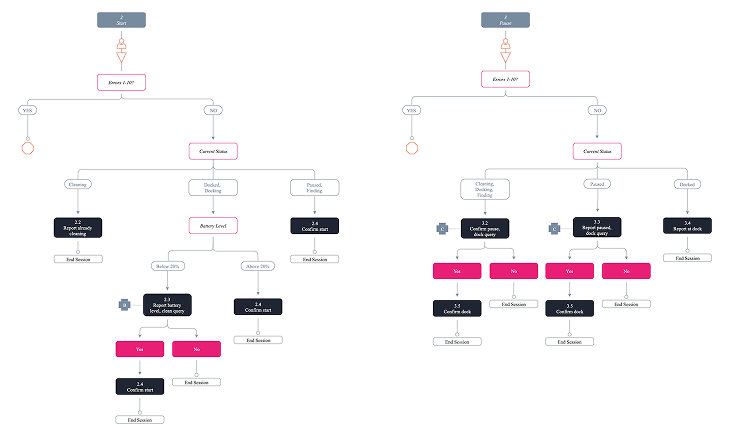 2
Start
Errors 1-10?
YES
NO
Current Status
Cleaning
Docked,
Docking
Paused,
Finding
2.2
Report already
cleaning
End Session
Battery Level
2.4
Confirm start
End Session
Below 20%
Above 20%
B
2.3
Report battery
level, clean query
2.4
Confirm start
End Session
Yes
No
2.4
Confirm start
End Session
End Session
3
Pause
Errors 1-10?
YES
NO
Current Status
Cleaning,
Docking,
Finding
Paused
Docked
C
3.2
Confirm pause,
dock query
C
3.3
Report paused,
dock query
3.4
Report at dock
End Session
Yes
No
Yes
No
3.5
Confirm dock
End Session
3.5
Confirm dock
End Session
End Session
End Session